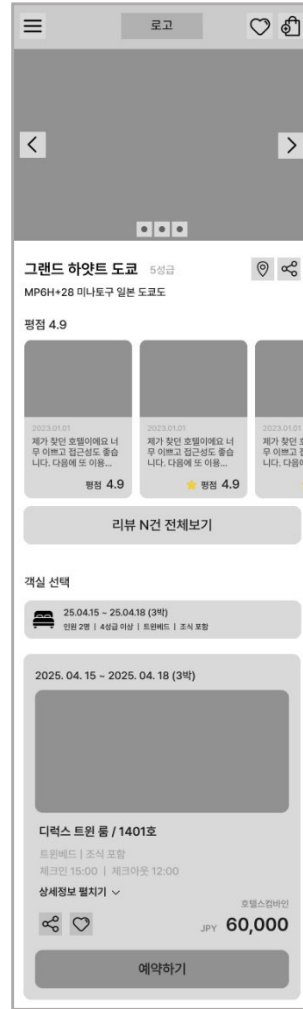 로고
그랜드 하얏트 도쿄 5성급
MP6H+28 미나토구 일본 도쿄도
평점 4.9
2023.01.01
제가 찾던 호텔이에요 너
무 이쁘고 접근성도 좋습
니다. 다음에 또 이용...
평점 4.9
2023.01.01
제가 찾던 호텔이에요 너
무 이쁘고 접근성도 좋습
니다. 다음에 또 이용...
평점 4.9
2023.01.01
제가 찾던
무 이쁘고
니다. 다음에
리뷰 N건 전체보기
객실 선택
25.04.15 ~ 25.04.18 (3박)
인원 2명 | 4성급 이상 | 트윈베드 | 조식 포함
2025. 04. 15 ~ 2025. 04. 18 (3박)
디럭스 트윈 룸 / 1401호
트윈베드 | 조식 포함
체크인 15:00 | 체크아웃 12:00
상세정보 펼치기
호텔스컴바인
JPY 60,000
예약하기